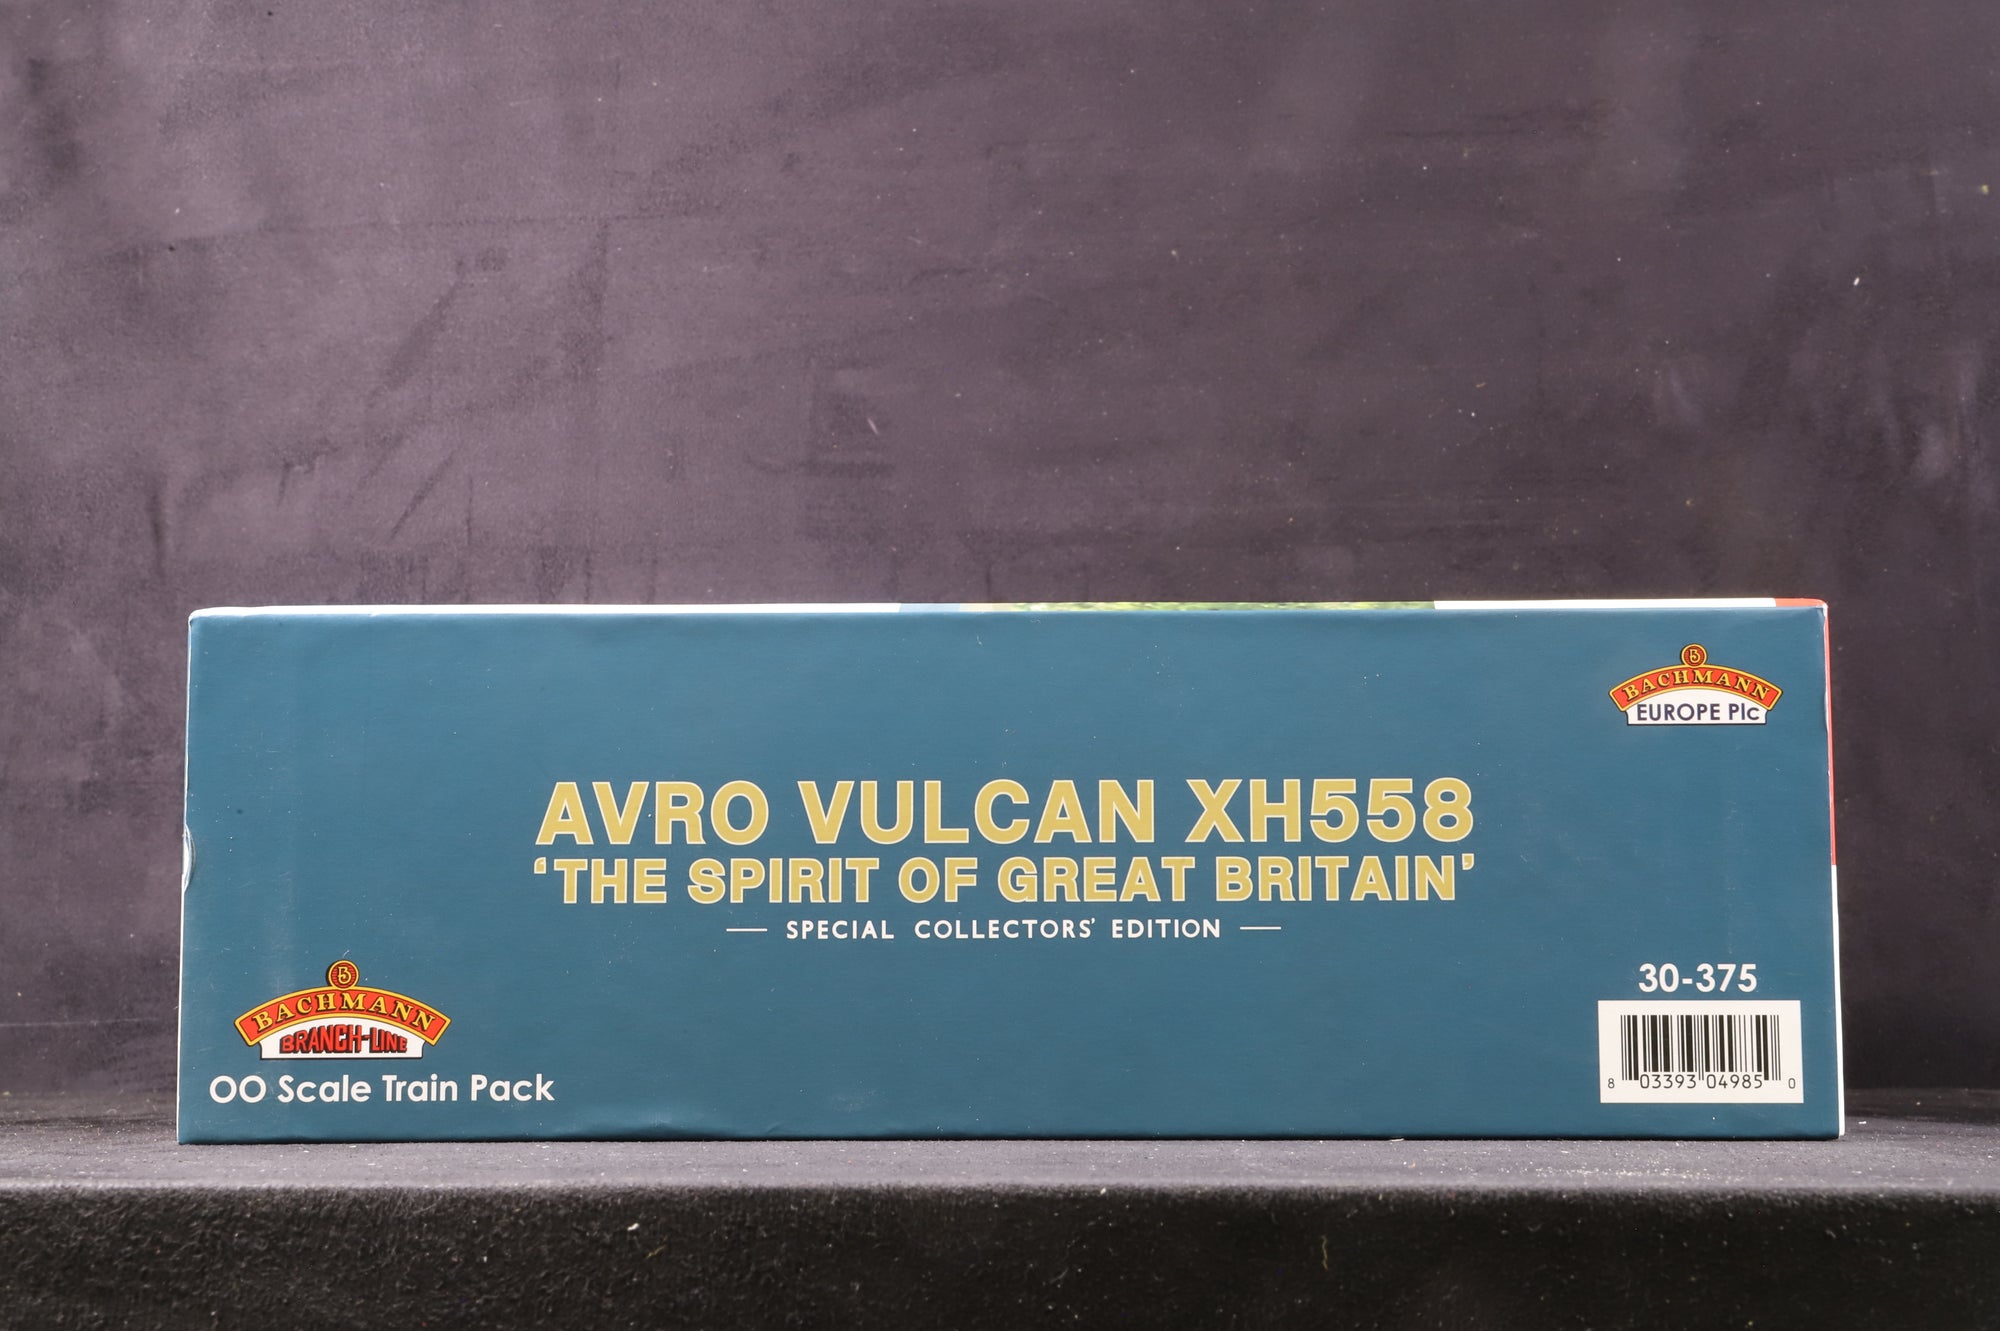 B
BACHMANN
EUROPE Plc
AVRO VULCAN XH558
‘THE SPIRIT OF GREAT BRITAIN’
SPECIAL COLLECTORS’ EDITION
B
BACHMANN
BRANCH-LINE
OO Scale Train Pack
30-375
8 03393 04985 0